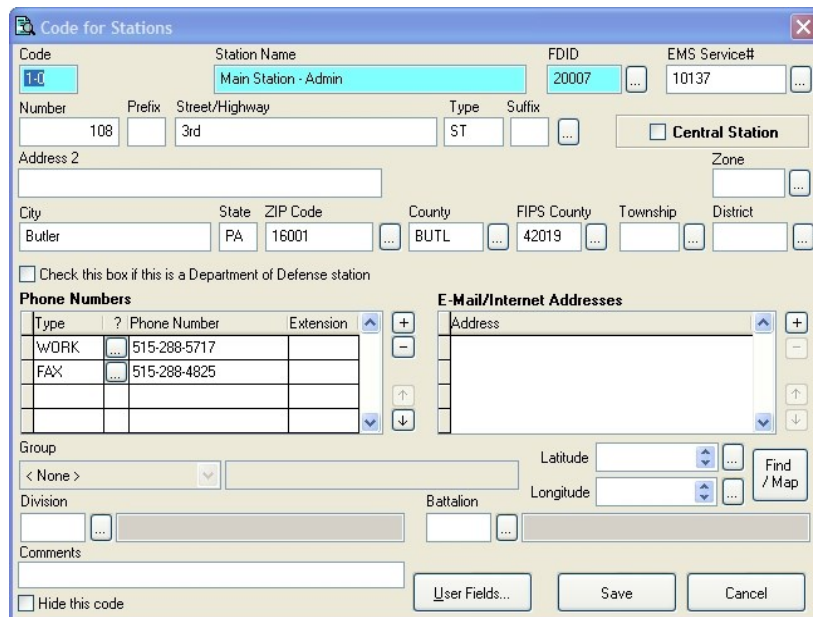 Code for Stations
Code Station Name FDID EMS Service#
1-0 Main Station - Admin 20007 ... 10137 ...
Number Prefix Street/Highway Type Suffix
108 3rd ST ... Central Station
Address 2 Zone
...
City State ZIP Code County FIPS County Township District
Butler PA 16001 ... BUTL ... 42019 ... ... ...
Check this box if this is a Department of Defense station
Phone Numbers E-Mail/Internet Addresses
Type ? Phone Number Extension + Address +
WORK ... 515-288-5717 - -
FAX ... 515-288-4825
Group
< None > Latitude ... Find / Map
Division Battalion Longitude ...
... ...
Comments
Hide this code User Fields... Save Cancel